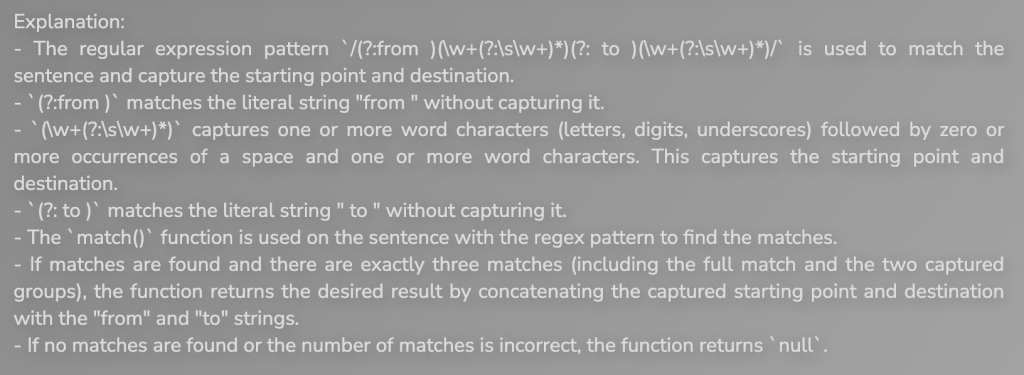 Explanation:
- The regular expression pattern `/(?:from )(\w+(?:\s\w+)*)(?: to )(\w+(?:\s\w+)*)/` is used to match the
sentence and capture the starting point and destination.
- `(?:from )` matches the literal string "from " without capturing it.
- `(\w+(?:\s\w+)*)` captures one or more word characters (letters, digits, underscores) followed by zero or
more occurrences of a space and one or more word characters. This captures the starting point and
destination.
- `(?: to )` matches the literal string " to " without capturing it.
- The `match()` function is used on the sentence with the regex pattern to find the matches.
- If matches are found and there are exactly three matches (including the full match and the two captured
groups), the function returns the desired result by concatenating the captured starting point and destination
with the "from" and "to" strings.
- If no matches are found or the number of matches is incorrect, the function returns `null`.